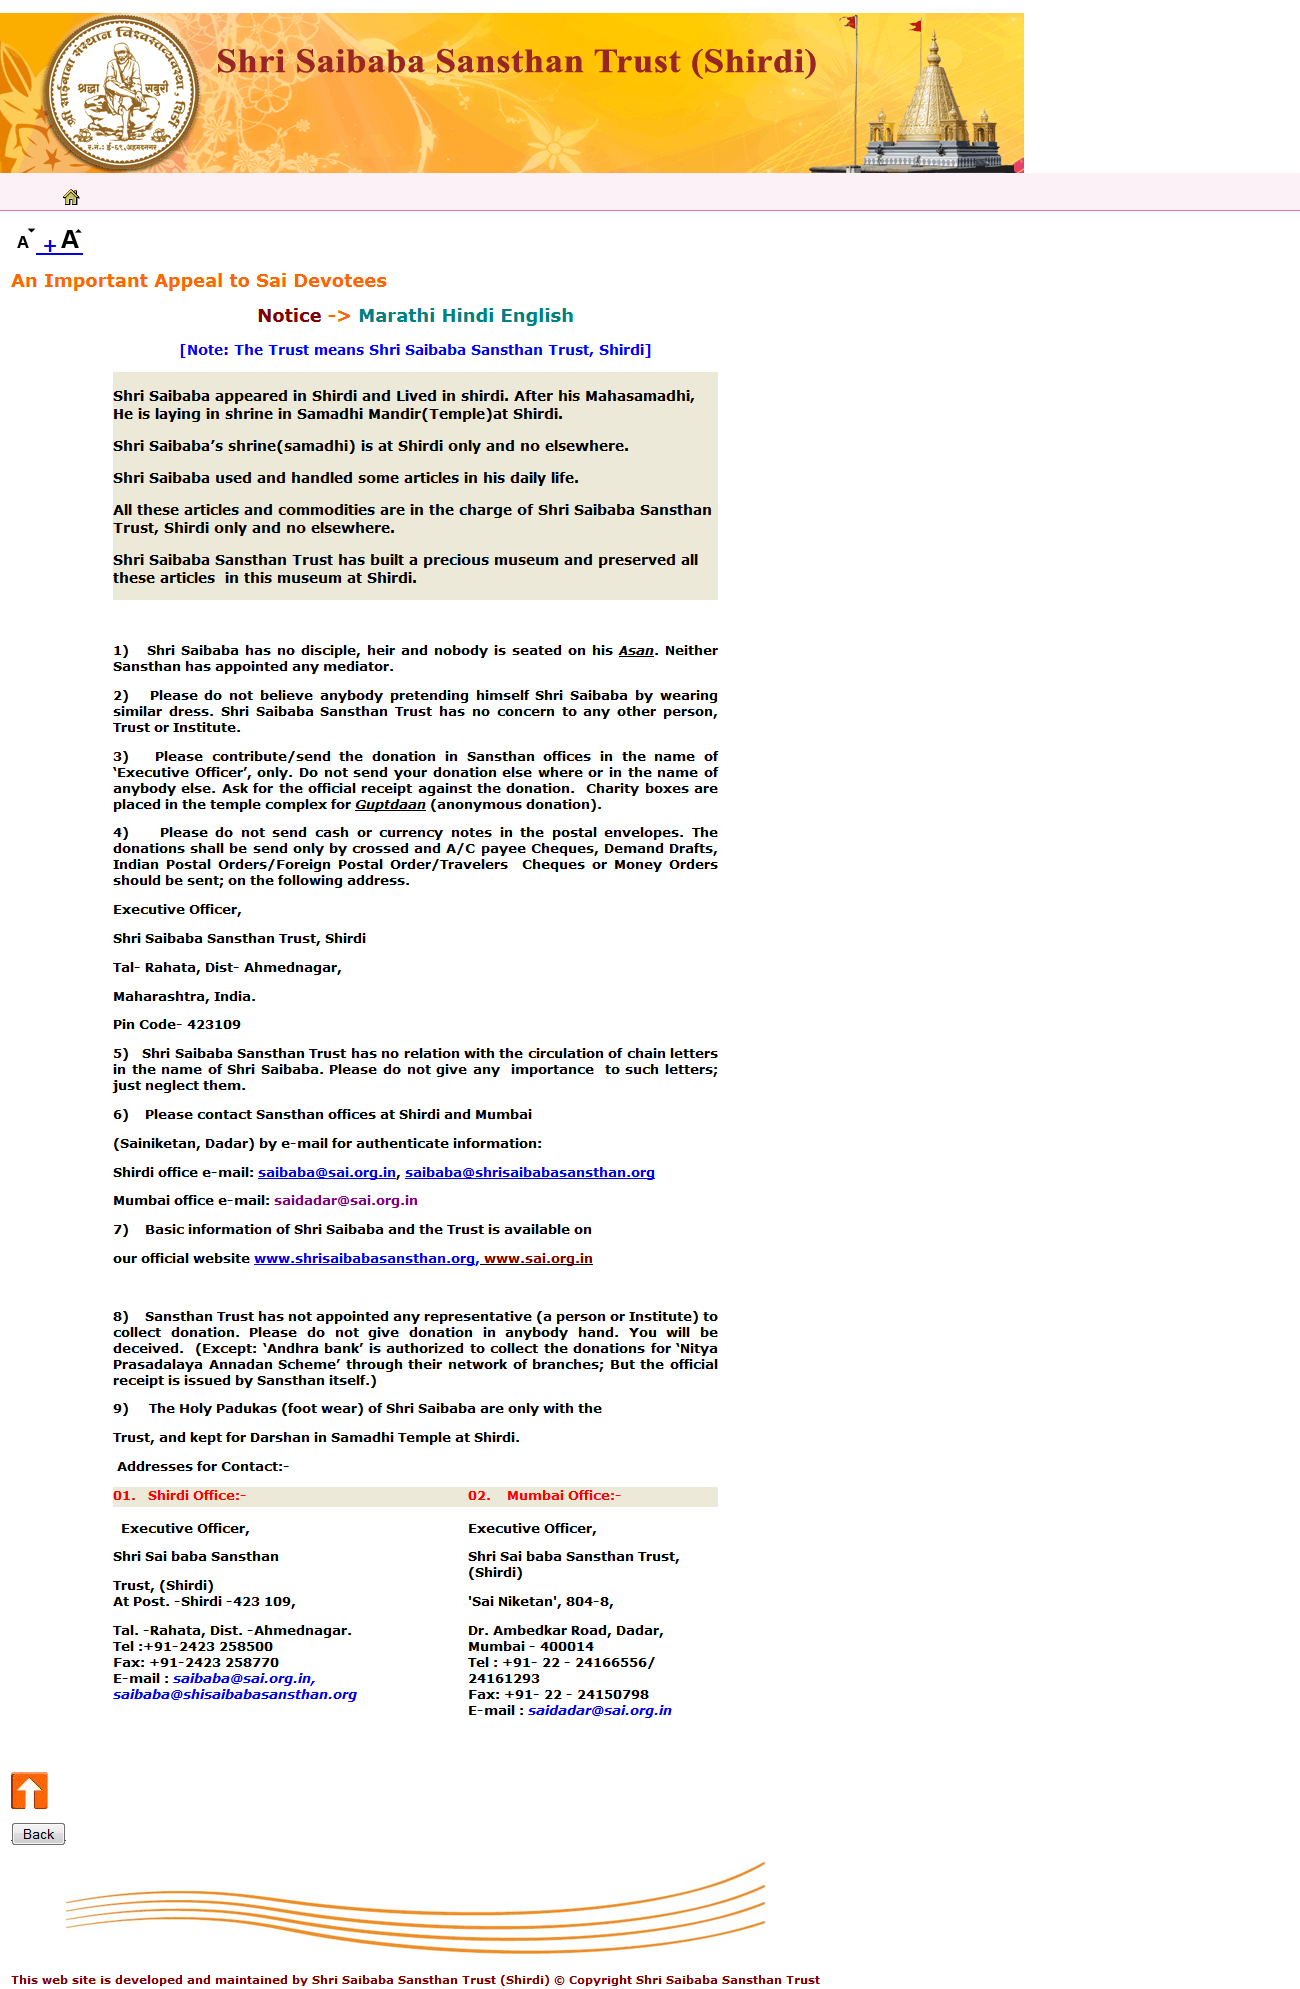 श्री साईबाबा संस्थान विश्वस्तव्यवस्था, शिर्डी
श्रद्धा सबुरी
र.नं.: ई-६९,अहमदनगर
Shri Saibaba Sansthan Trust (Shirdi)
A + A
An Important Appeal to Sai Devotees
Notice -> Marathi Hindi English
[Note: The Trust means Shri Saibaba Sansthan Trust, Shirdi]
Shri Saibaba appeared in Shirdi and Lived in shirdi. After his Mahasamadhi,
He is laying in shrine in Samadhi Mandir(Temple)at Shirdi.
Shri Saibaba’s shrine(samadhi) is at Shirdi only and no elsewhere.
Shri Saibaba used and handled some articles in his daily life.
All these articles and commodities are in the charge of Shri Saibaba Sansthan
Trust, Shirdi only and no elsewhere.
Shri Saibaba Sansthan Trust has built a precious museum and preserved all
these articles in this museum at Shirdi.
1) Shri Saibaba has no disciple, heir and nobody is seated on his Asan. Neither
Sansthan has appointed any mediator.
2) Please do not believe anybody pretending himself Shri Saibaba by wearing
similar dress. Shri Saibaba Sansthan Trust has no concern to any other person,
Trust or Institute.
3) Please contribute/send the donation in Sansthan offices in the name of
‘Executive Officer’, only. Do not send your donation else where or in the name of
anybody else. Ask for the official receipt against the donation. Charity boxes are
placed in the temple complex for Guptdaan (anonymous donation).
4) Please do not send cash or currency notes in the postal envelopes. The
donations shall be send only by crossed and A/C payee Cheques, Demand Drafts,
Indian Postal Orders/Foreign Postal Order/Travelers Cheques or Money Orders
should be sent; on the following address.
Executive Officer,
Shri Saibaba Sansthan Trust, Shirdi
Tal- Rahata, Dist- Ahmednagar,
Maharashtra, India.
Pin Code- 423109
5) Shri Saibaba Sansthan Trust has no relation with the circulation of chain letters
in the name of Shri Saibaba. Please do not give any importance to such letters;
just neglect them.
6) Please contact Sansthan offices at Shirdi and Mumbai
(Sainiketan, Dadar) by e-mail for authenticate information:
Shirdi office e-mail: saibaba@sai.org.in, saibaba@shrisaibabasansthan.org
Mumbai office e-mail: saidadar@sai.org.in
7) Basic information of Shri Saibaba and the Trust is available on
our official website www.shrisaibabasansthan.org, www.sai.org.in
8) Sansthan Trust has not appointed any representative (a person or Institute) to
collect donation. Please do not give donation in anybody hand. You will be
deceived. (Except: ‘Andhra bank’ is authorized to collect the donations for ‘Nitya
Prasadalaya Annadan Scheme’ through their network of branches; But the official
receipt is issued by Sansthan itself.)
9) The Holy Padukas (foot wear) of Shri Saibaba are only with the
Trust, and kept for Darshan in Samadhi Temple at Shirdi.
Addresses for Contact:-
01. Shirdi Office:-
Executive Officer,
Shri Sai baba Sansthan
Trust, (Shirdi)
At Post. -Shirdi -423 109,
Tal. -Rahata, Dist. -Ahmednagar.
Tel :+91-2423 258500
Fax: +91-2423 258770
E-mail : saibaba@sai.org.in,
saibaba@shisaibabasansthan.org
02. Mumbai Office:-
Executive Officer,
Shri Sai baba Sansthan Trust,
(Shirdi)
'Sai Niketan', 804-8,
Dr. Ambedkar Road, Dadar,
Mumbai - 400014
Tel : +91- 22 - 24166556/
24161293
Fax: +91- 22 - 24150798
E-mail : saidadar@sai.org.in
Back
This web site is developed and maintained by Shri Saibaba Sansthan Trust (Shirdi) © Copyright Shri Saibaba Sansthan Trust